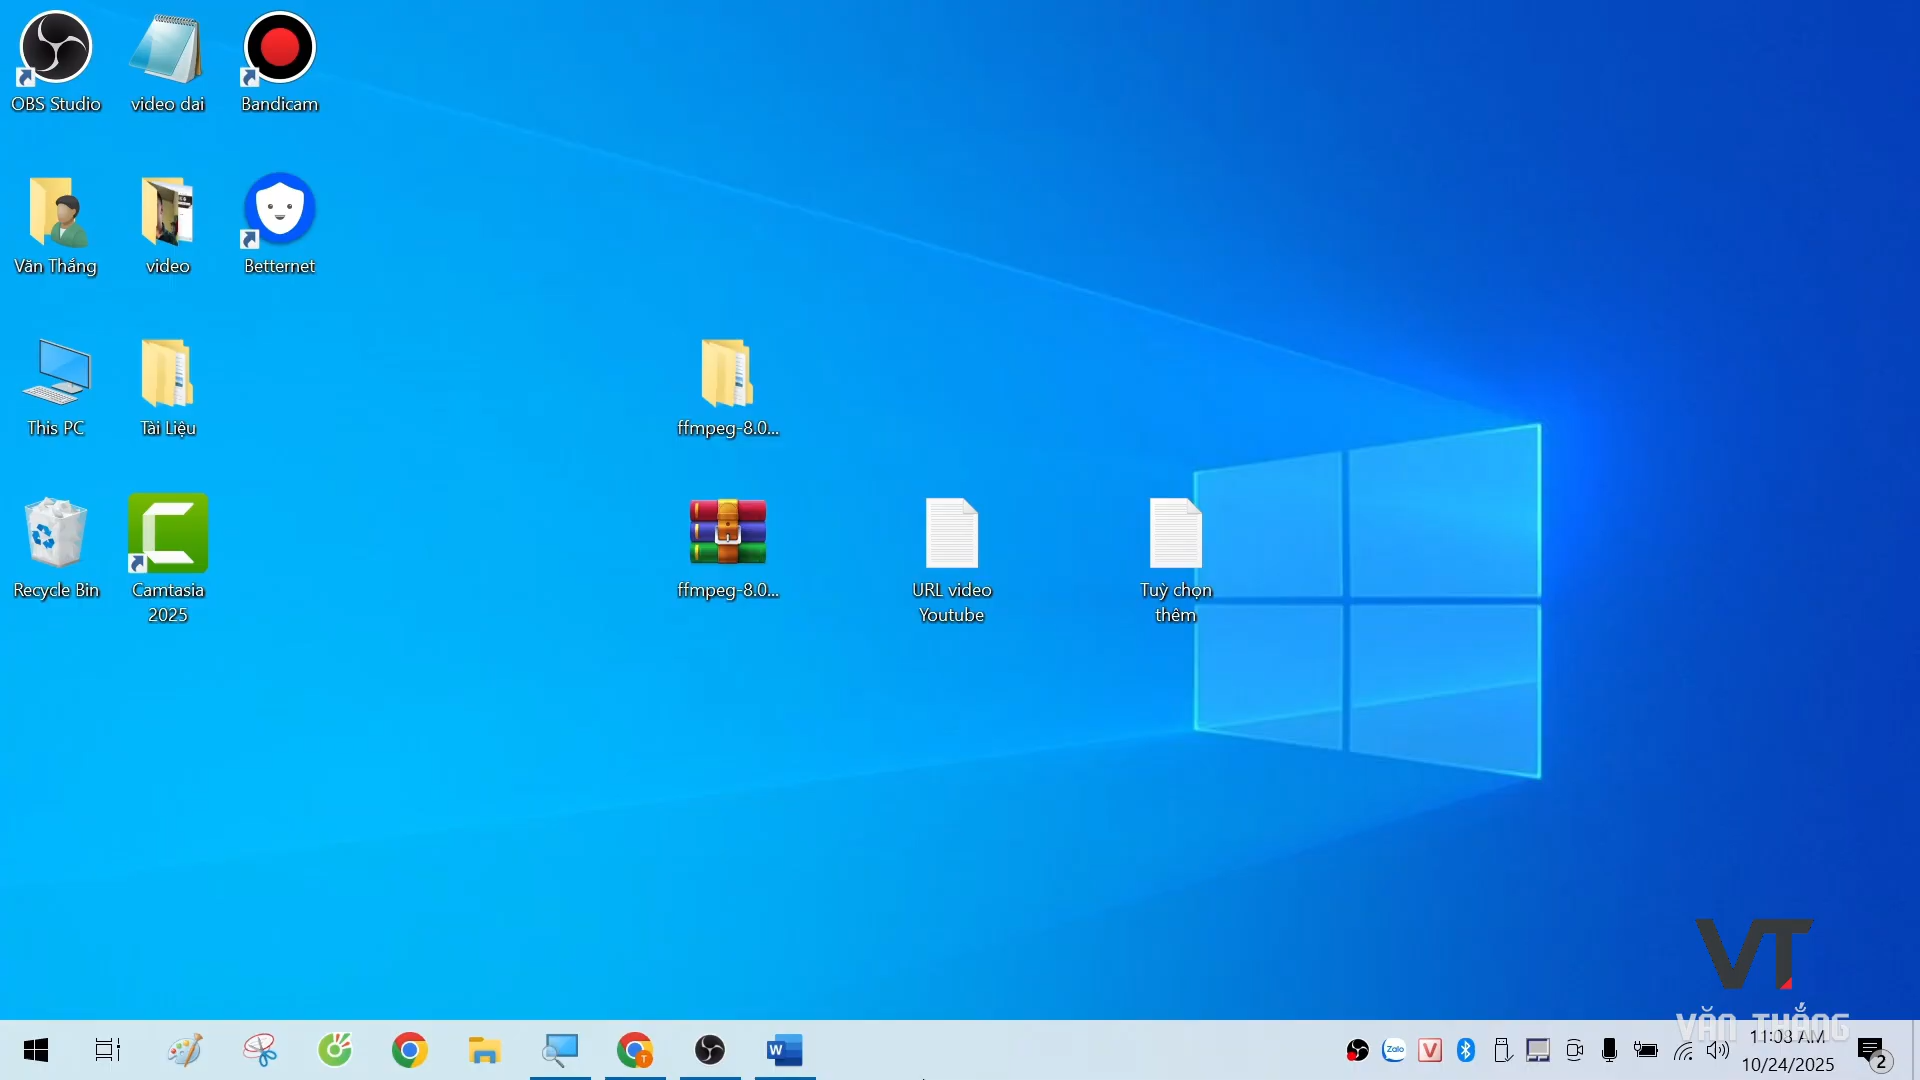 OBS Studio
video dai
Bandicam
Văn Thắng
video
Betternet
This PC
Tài Liệu
ffmpeg-8.0...
Recycle Bin
Camtasia
2025
ffmpeg-8.0...
URL video
Youtube
Tuỳ chọn
thêm
VT
VĂN THẮNG
T
W
Zalo
V
11:08 AM
10/24/2025
2